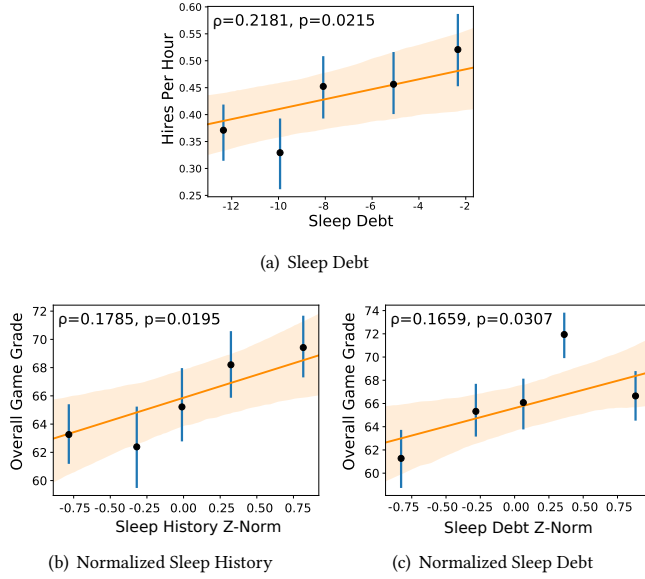 ρ=0.2181, p=0.0215
Hires Per Hour
0.60
0.55
0.50
0.45
0.40
0.35
0.30
0.25
-12 -10 -8 -6 -4 -2
Sleep Debt
(a) Sleep Debt
ρ=0.1785, p=0.0195
Overall Game Grade
72
70
68
66
64
62
60
-0.75 -0.50 -0.25 0.00 0.25 0.50 0.75
Sleep History Z-Norm
(b) Normalized Sleep History
ρ=0.1659, p=0.0307
Overall Game Grade
74
72
70
68
66
64
62
60
-0.75 -0.50 -0.25 0.00 0.25 0.50 0.75
Sleep Debt Z-Norm
(c) Normalized Sleep Debt